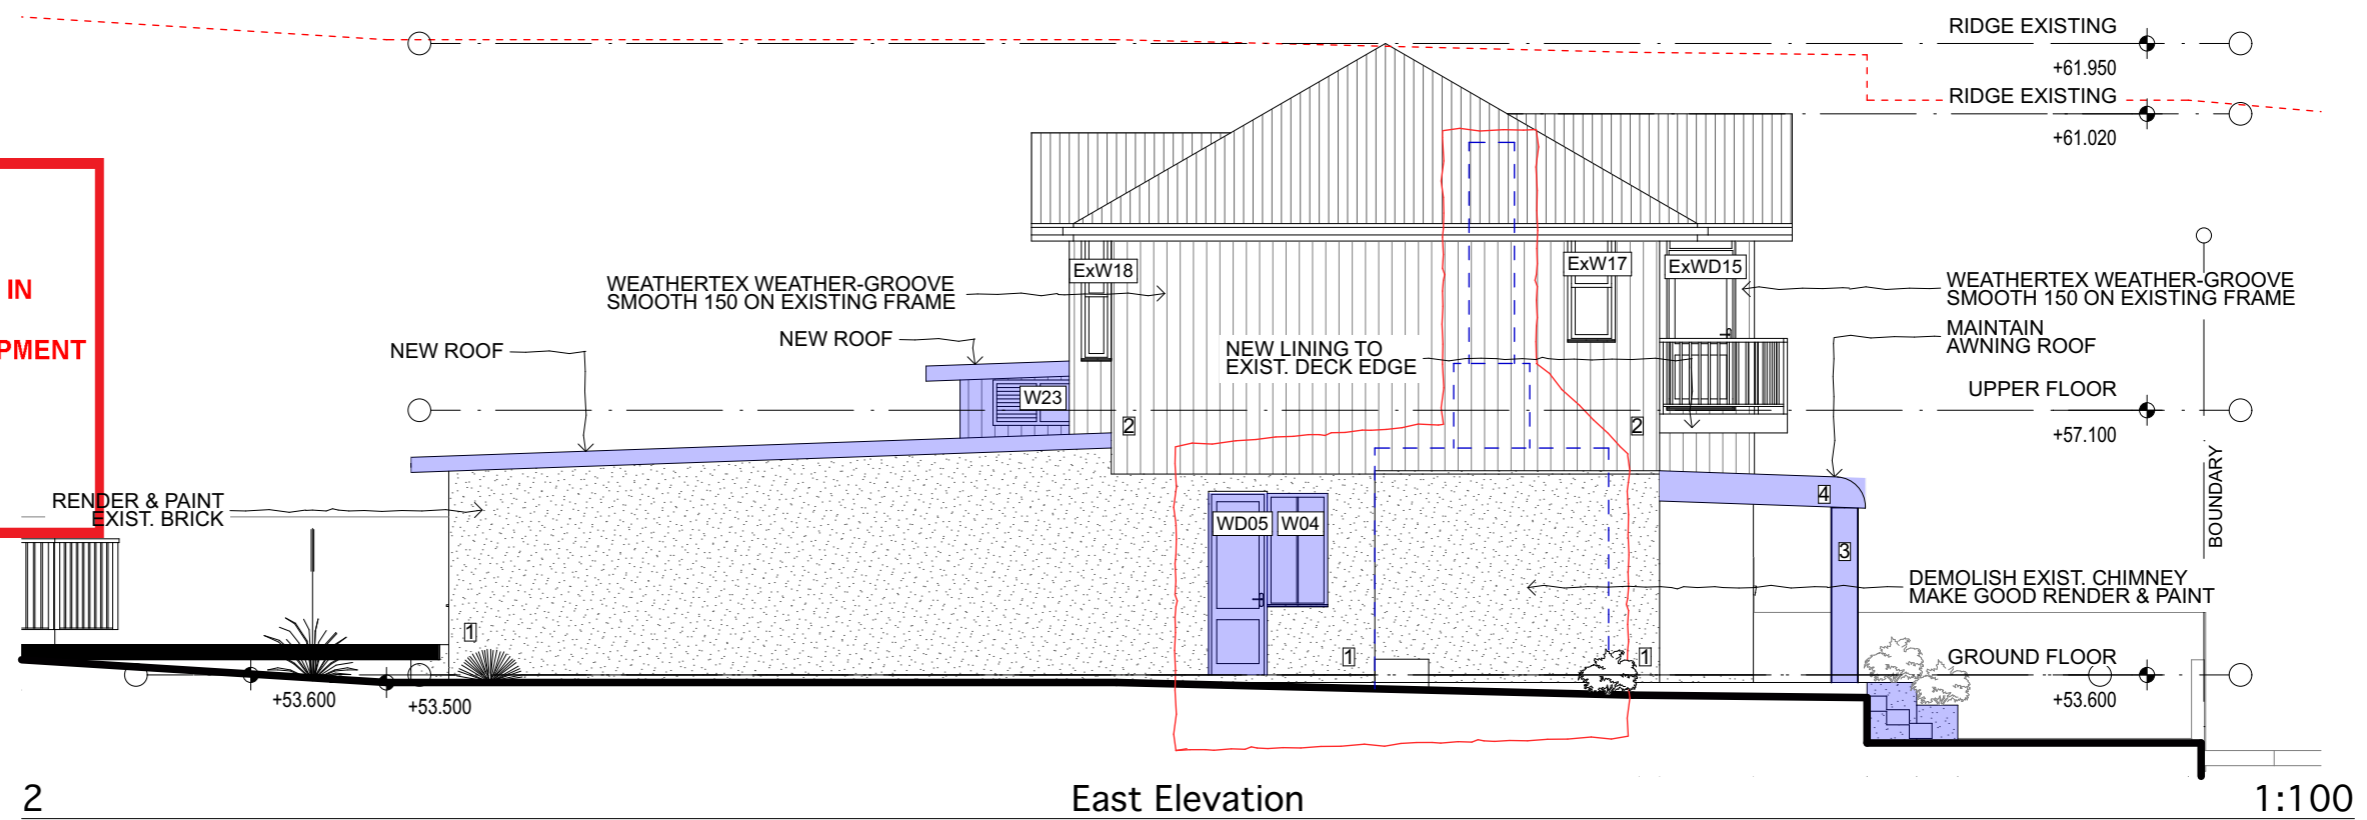 RIDGE EXISTING
+61.950
RIDGE EXISTING
+61.020
IN
PMENT
ExW18
ExW17
ExWD15
WEATHERTEX WEATHER-GROOVE
SMOOTH 150 ON EXISTING FRAME
WEATHERTEX WEATHER-GROOVE
SMOOTH 150 ON EXISTING FRAME
NEW ROOF
NEW ROOF
NEW LINING TO
EXIST. DECK EDGE
MAINTAIN
AWNING ROOF
W23
UPPER FLOOR
+57.100
2
2
BOUNDARY
RENDER & PAINT
EXIST. BRICK
4
WD05
W04
3
DEMOLISH EXIST. CHIMNEY
MAKE GOOD RENDER & PAINT
1
1
1
GROUND FLOOR
+53.600
+53.600
+53.500
2
East Elevation
1:100